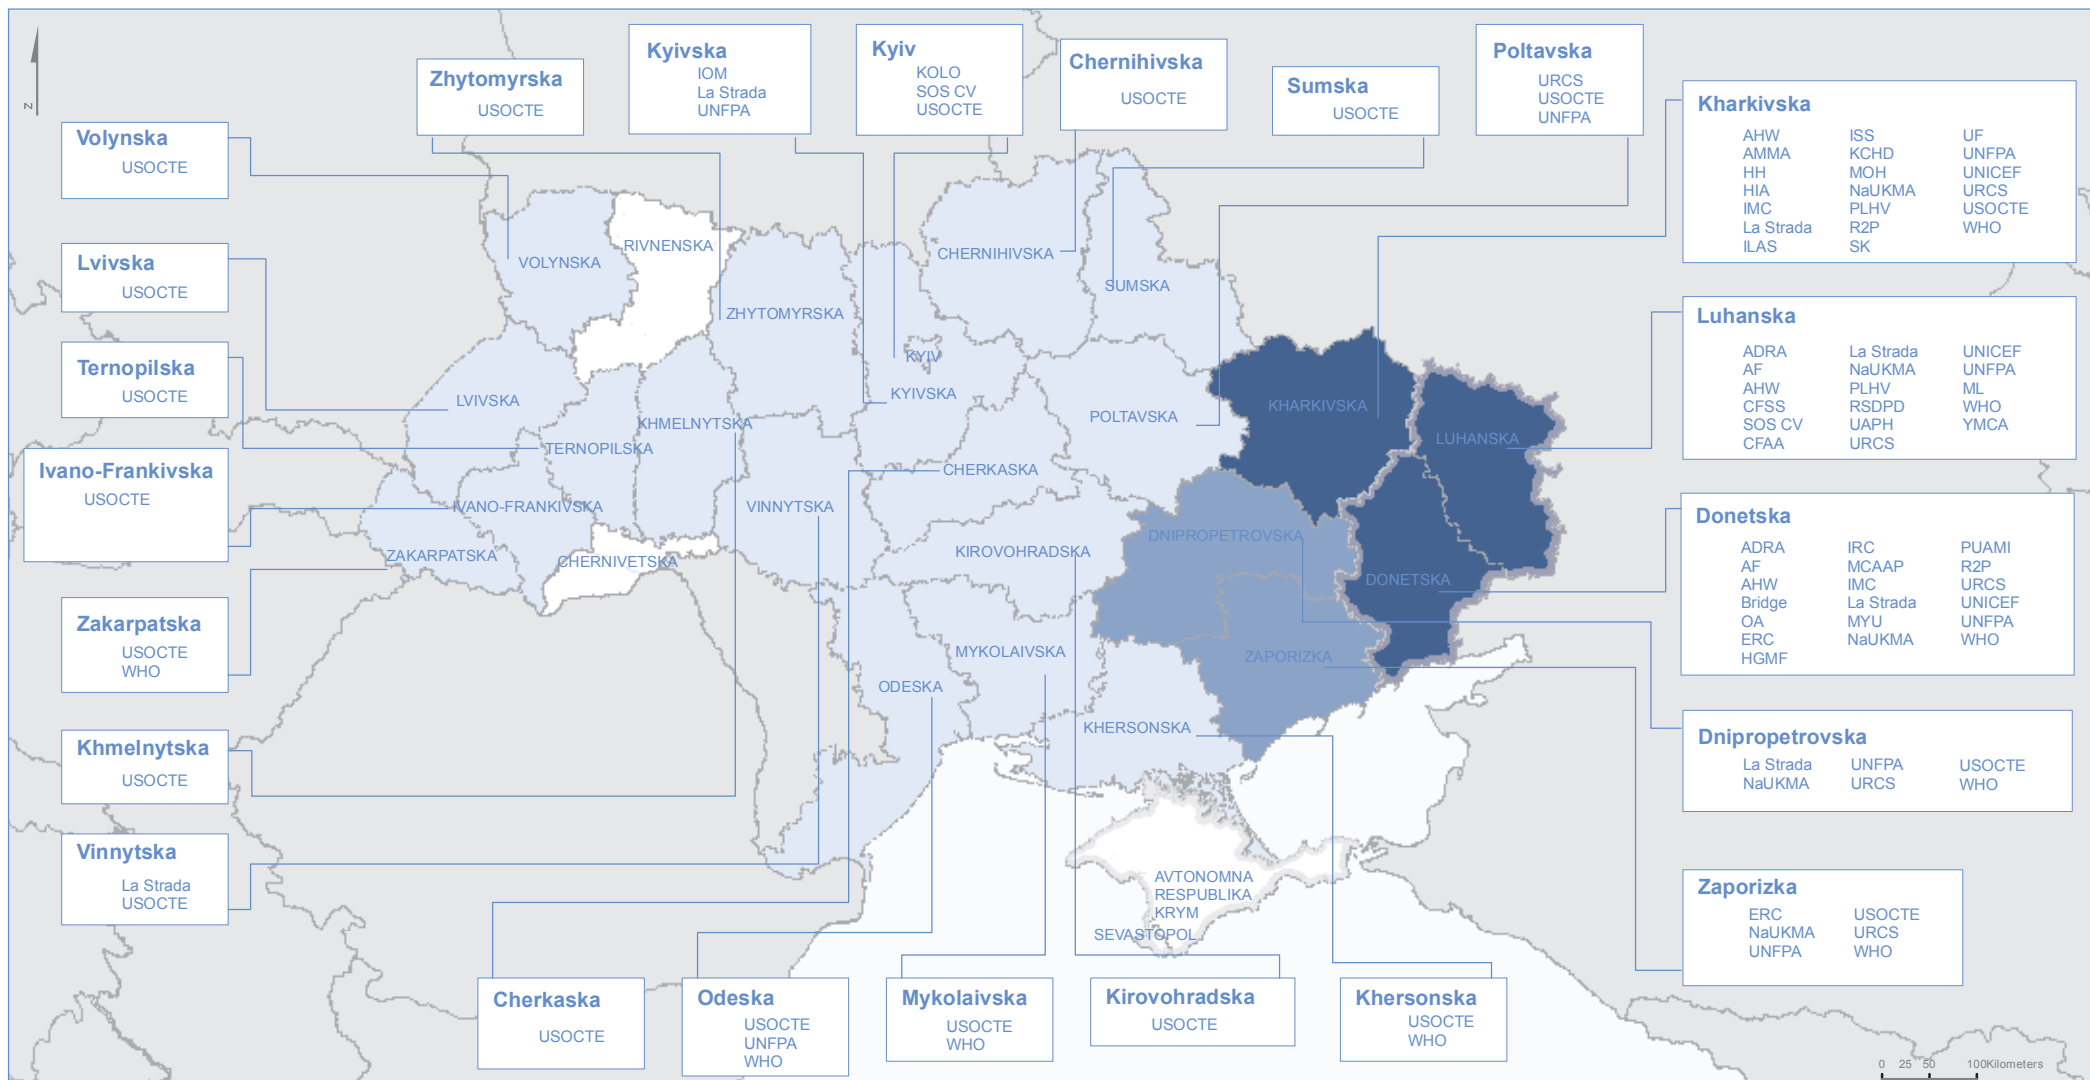 Zhytomyrska
USOCTE
Kyivska
IOM
La Strada
UNFPA
Kyiv
KOLO
SOS CV
USOCTE
Chernihivska
USOCTE
Sumska
USOCTE
Poltavska
URCS
USOCTE
UNFPA
Kharkivska
AHW ISS UF
AMMA KCHD UNFPA
HH MOH UNICEF
HIA NaUKMA URCS
IMC PLHV USOCTE
La Strada R2P WHO
ILAS SK
Luhanska
ADRA La Strada UNICEF
AF NaUKMA UNFPA
AHW PLHV ML
CFSS RSDPD WHO
SOS CV UAPH YMCA
CFAA URCS
Donetska
ADRA IRC PUAMI
AF MCAAP R2P
AHW IMC URCS
Bridge La Strada UNICEF
OA MYU UNFPA
ERC NaUKMA WHO
HGMF
Dnipropetrovska
La Strada UNFPA USOCTE
NaUKMA URCS WHO
Zaporizka
ERC USOCTE
NaUKMA URCS
UNFPA WHO
N
Volynska
USOCTE
Lvivska
USOCTE
Ternopilska
USOCTE
Ivano-Frankivska
USOCTE
Zakarpatska
USOCTE
WHO
Khmelnytska
USOCTE
Vinnytska
La Strada
USOCTE
Cherkaska
USOCTE
Odeska
USOCTE
UNFPA
WHO
Mykolaivska
USOCTE
WHO
Kirovohradska
USOCTE
Khersonska
USOCTE
WHO
RIVNENSKA
VOLYNSKA
CHERNIHIVSKA
SUMSKA
ZHYTOMYRSKA
KYIV
KYIVSKA
LVIVSKA
KHMELNYTSKA
TERNOPILSKA
POLTAVSKA
KHARKIVSKA
LUHANSKA
CHERKASKA
IVANO-FRANKIVSKA
VINNYTSKA
DNIPROPETROVSKA
ZAKARPATSKA
CHERNIVETSKA
KIROVOHRADSKA
DONETSKA
MYKOLAIVSKA
ZAPORIZKA
ODESKA
KHERSONSKA
AVTONOMNA
RESPUBLIKA
KRYM
SEVASTOPOL
0 25 50 100Kilometers